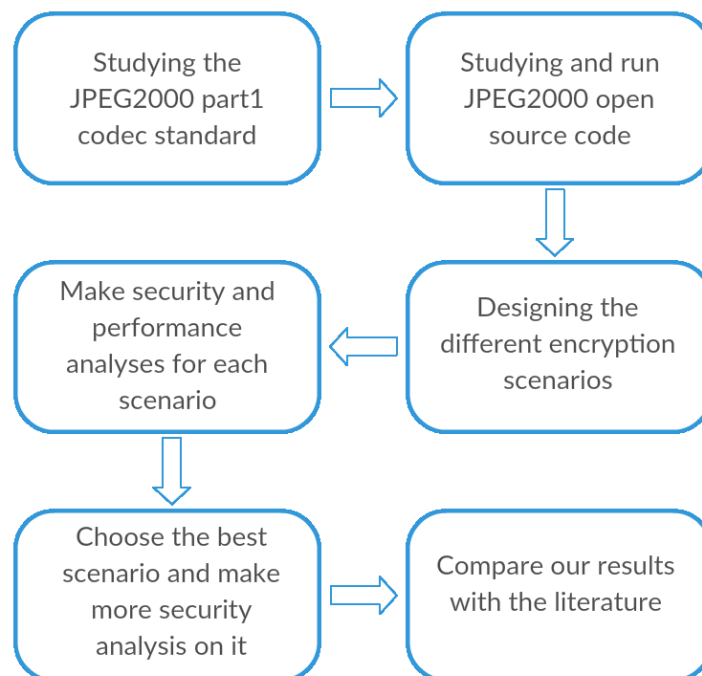 Studying the
JPEG2000 part1
codec standard
Studying and run
JPEG2000 open
source code
Designing the
different encryption
scenarios
Make security and
performance
analyses for each
scenario
Choose the best
scenario and make
more security
analysis on it
Compare our results
with the literature